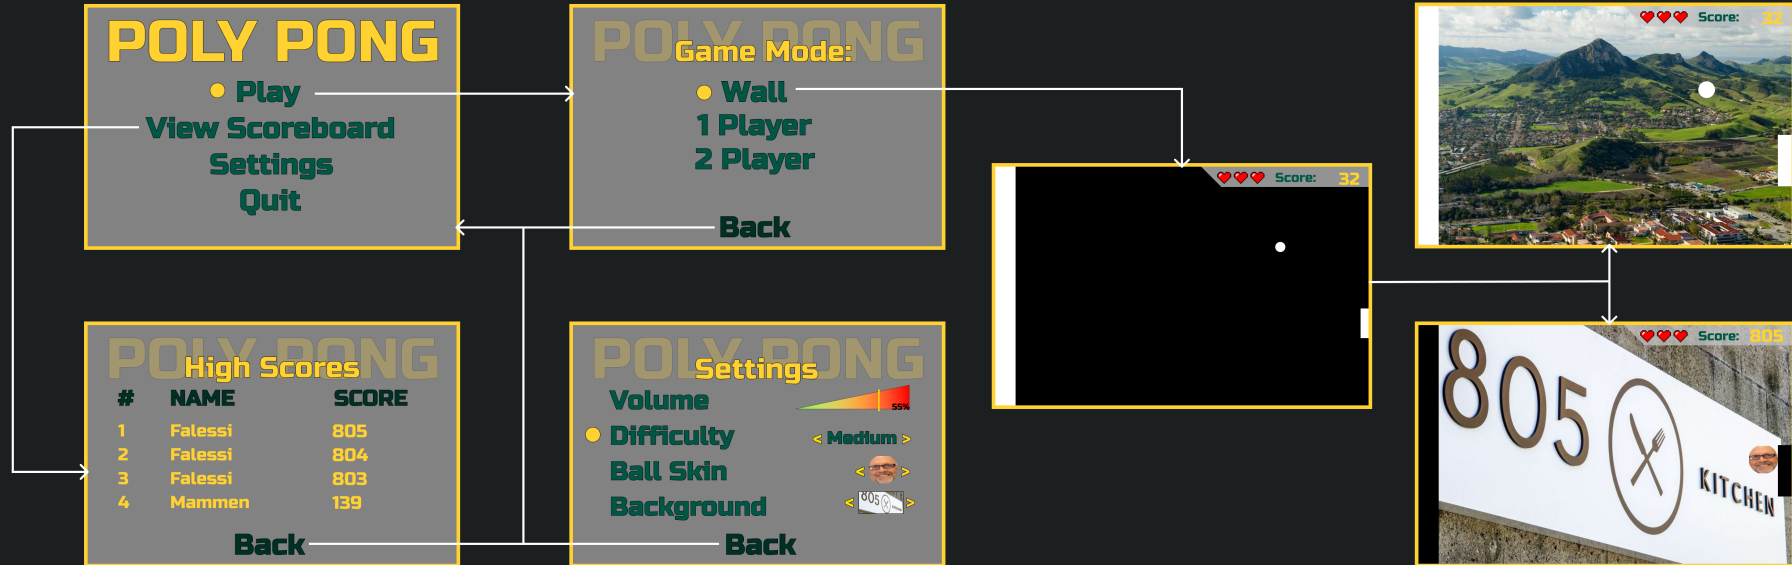 POLY PONG
Play
View Scoreboard
Settings
Quit
POLY PONG
Game Mode:
Wall
1 Player
2 Player
Back
Score: 32
Score: 32
POLY PONG
High Scores
# NAME SCORE
1 Falessi 805
2 Falessi 804
3 Falessi 803
4 Mammen 139
Back
POLY PONG
Settings
Volume 55%
Difficulty < Medium >
Ball Skin < >
Background < 805 >
Back
Score: 805
805
KITCHEN